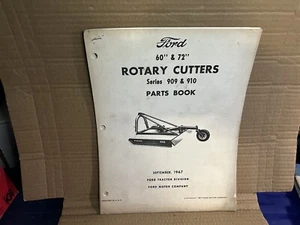 Ford
60" & 72"
ROTARY CUTTERS
Series 909 & 910
PARTS BOOK
SEPTEMBER, 1967
FORD TRACTOR DIVISION
FORD MOTOR COMPANY